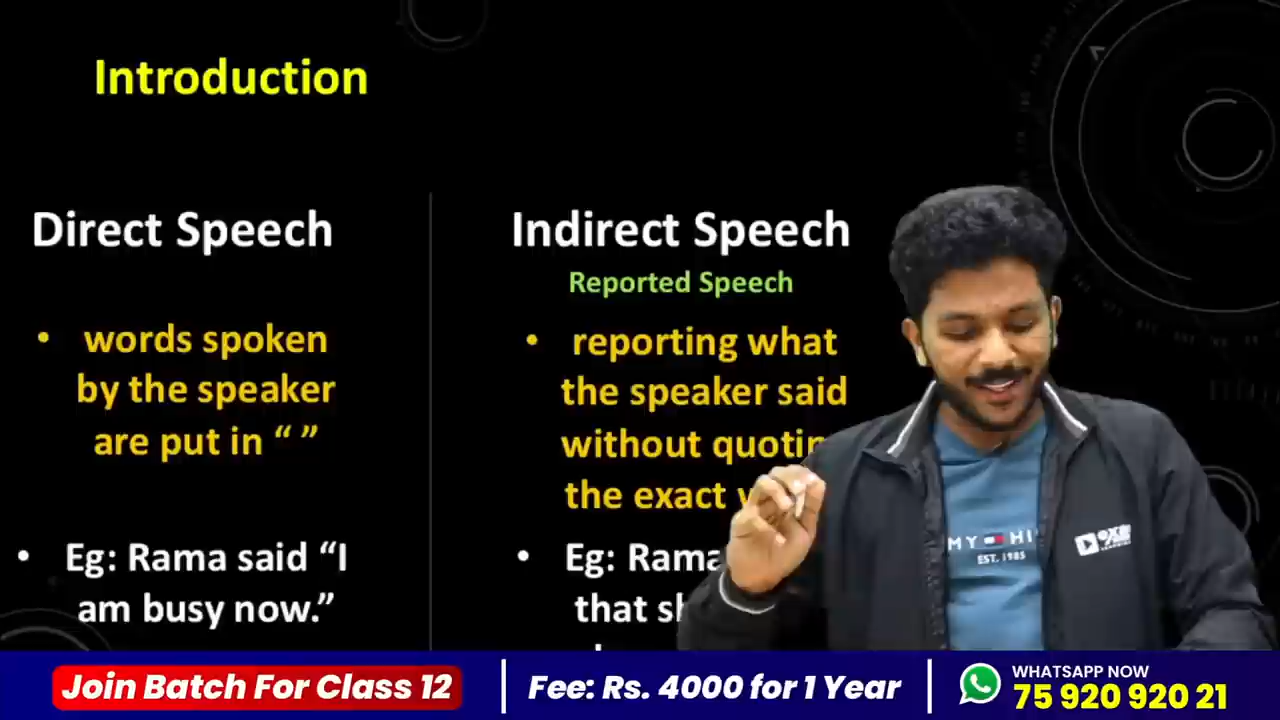 Introduction
Direct Speech
• words spoken
by the speaker
are put in “ ”
• Eg: Rama said “I
am busy now.”
Indirect Speech
Reported Speech
• reporting what
the speaker said
without
the exact
• Eg: Rama
that
MY HI
EST. 1985
Join Batch For Class 12
Fee: Rs. 4000 for 1 Year
WHATSAPP NOW
75 920 920 21